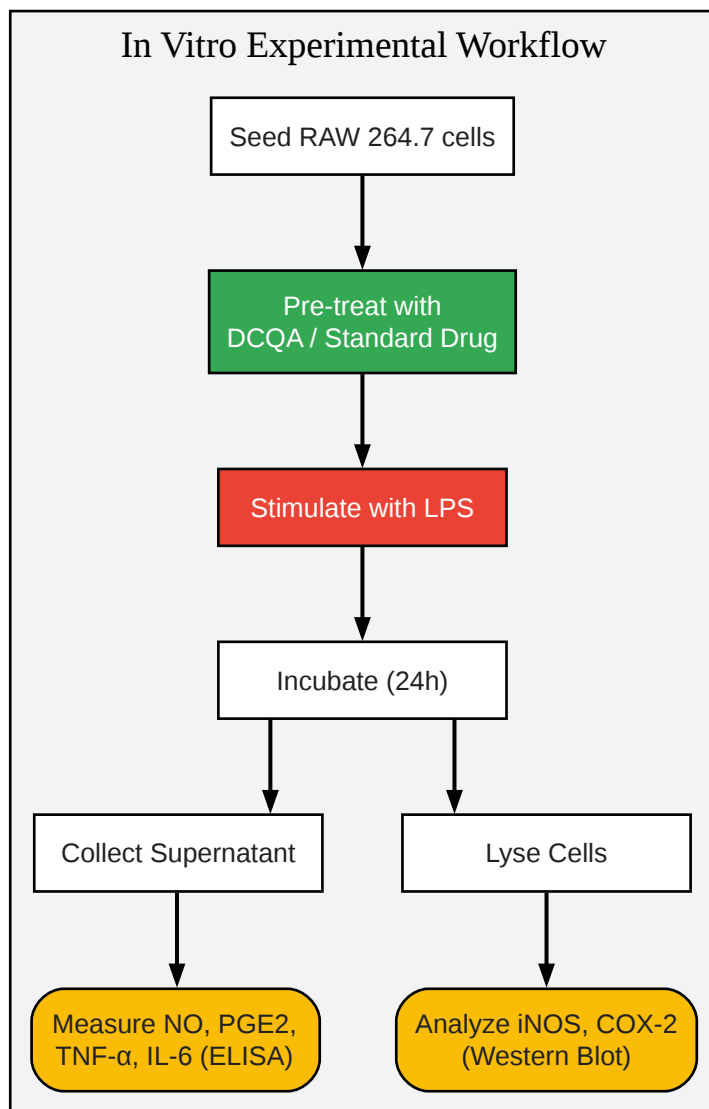 In Vitro Experimental Workflow
Seed RAW 264.7 cells
Pre-treat with
DCQA / Standard Drug
Stimulate with LPS
Incubate (24h)
Collect Supernatant
Lyse Cells
Measure NO, PGE2,
TNF-α, IL-6 (ELISA)
Analyze iNOS, COX-2
(Western Blot)